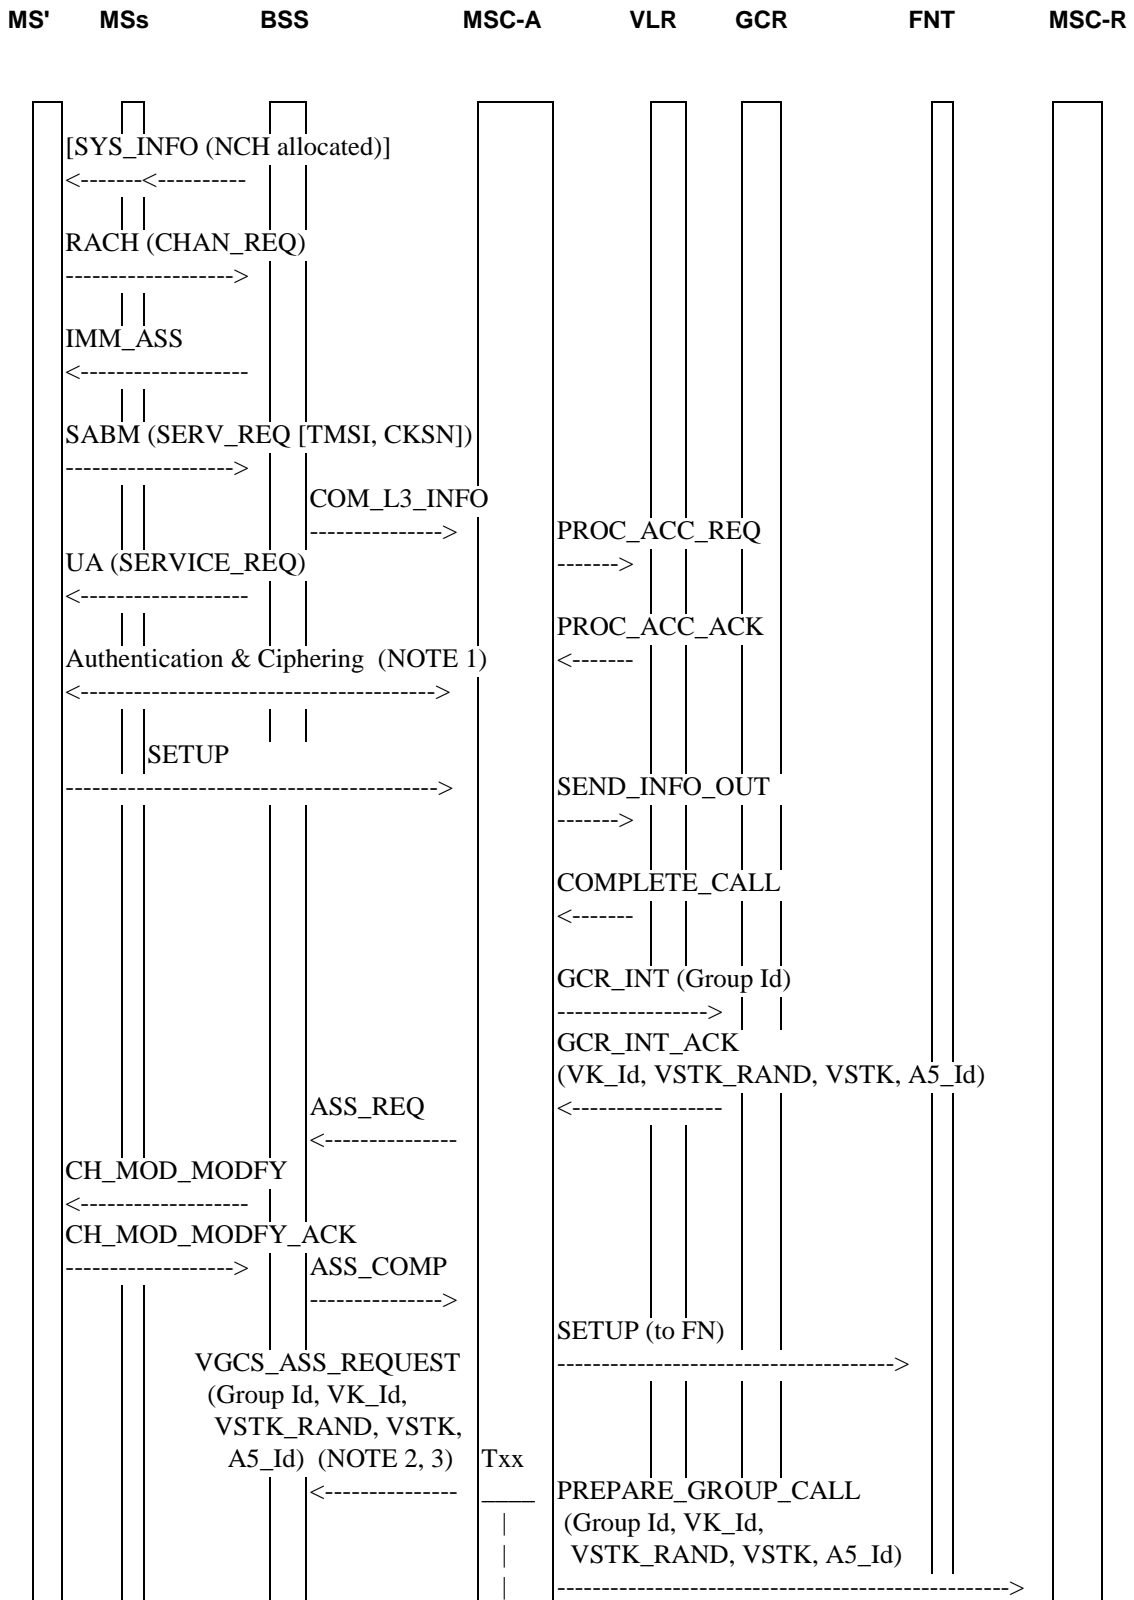 MS' MSs BSS MSC-A VLR GCR FNT MSC-R
[SYS_INFO (NCH allocated)]
<-------<----------
RACH (CHAN_REQ)
------------------->
IMM_ASS
<-------------------
SABM (SERV_REQ [TMSI, CKSN])
------------------->
COM_L3_INFO
--------------->
PROC_ACC_REQ
------->
UA (SERVICE_REQ)
<-------------------
PROC_ACC_ACK
<-------
Authentication & Ciphering (NOTE 1)
<---------------------------------------->
SETUP
------------------------------------------>
SEND_INFO_OUT
------->
COMPLETE_CALL
<-------
GCR_INT (Group Id)
----------------->
GCR_INT_ACK
(VK_Id, VSTK_RAND, VSTK, A5_Id)
<-----------------
ASS_REQ
<---------------
CH_MOD_MODFY
<-------------------
CH_MOD_MODFY_ACK
------------------->
ASS_COMP
--------------->
SETUP (to FN)
-------------------------------------->
VGCS_ASS_REQUEST
(Group Id, VK_Id,
VSTK_RAND, VSTK,
A5_Id) (NOTE 2, 3) Txx
<--------------- ____
PREPARE_GROUP_CALL
| (Group Id, VK_Id,
| VSTK_RAND, VSTK, A5_Id)
| --------------------------------------------------->